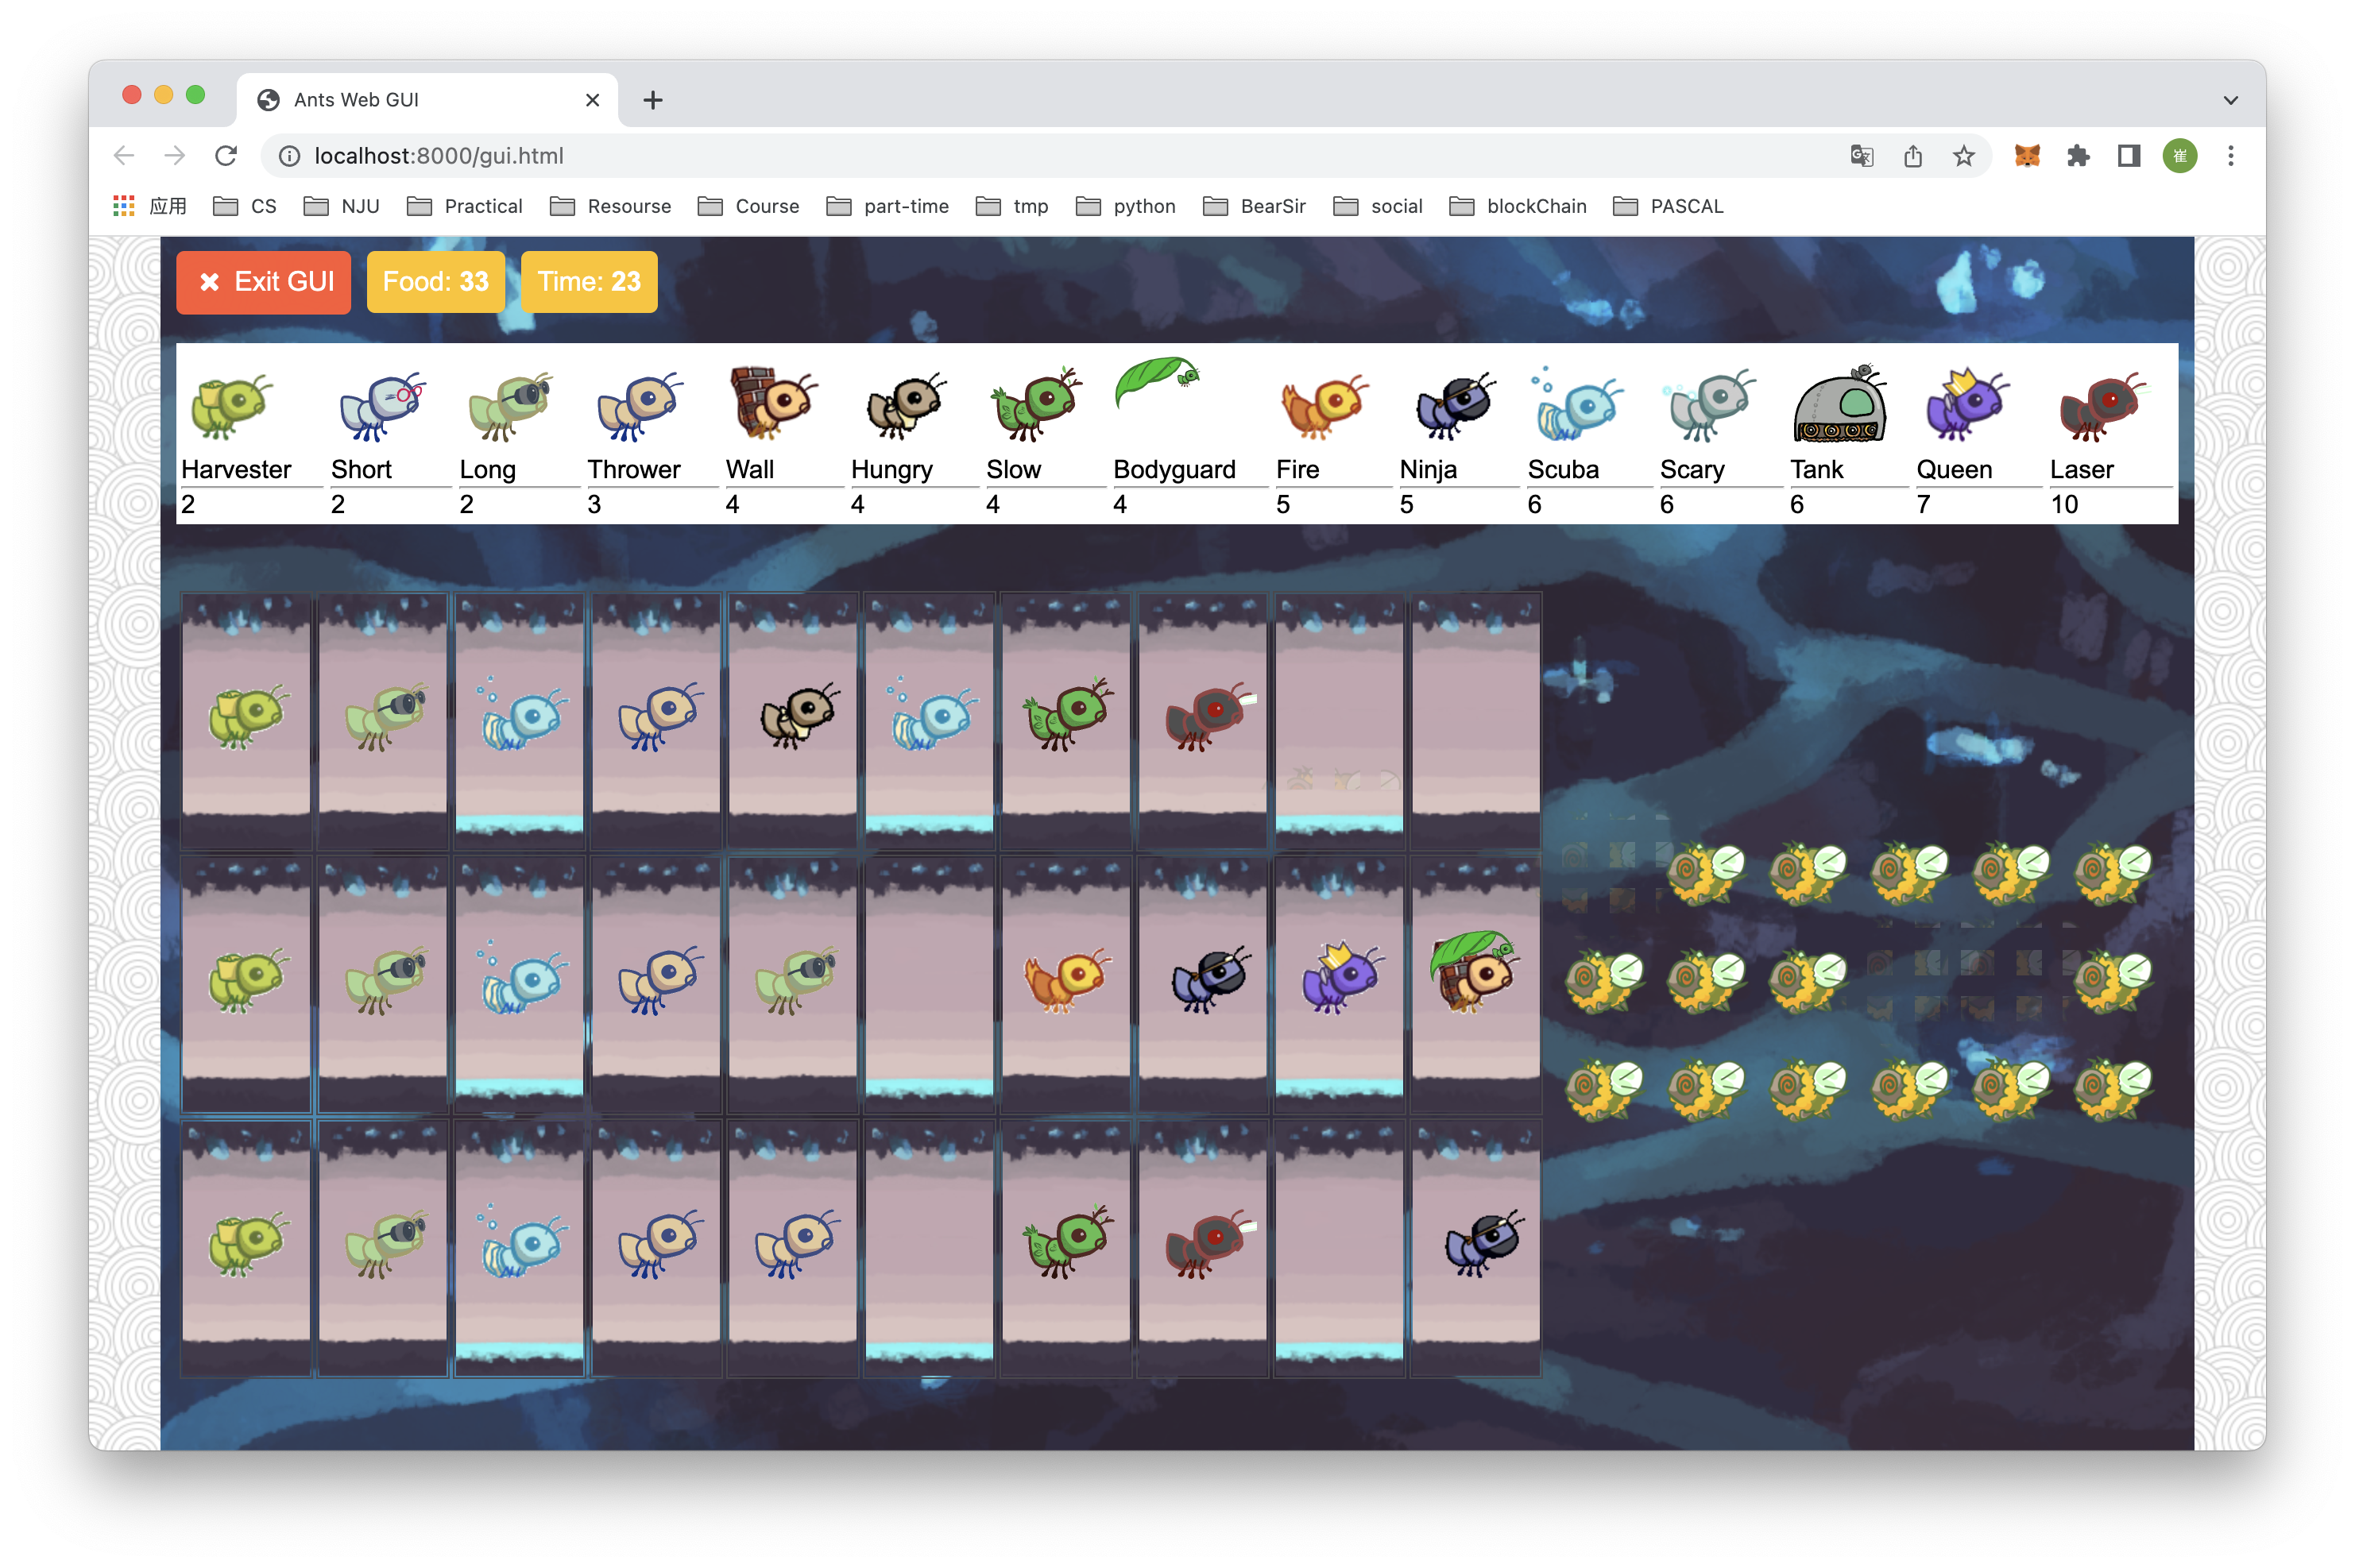 Ants Web GUI
localhost:8000/gui.html
崔
应用 CS NJU Practical Resourse Course part-time tmp python BearSir social blockChain PASCAL
Exit GUI Food: 33 Time: 23
Harvester Short Long Thrower Wall Hungry Slow Bodyguard Fire Ninja Scuba Scary Tank Queen Laser
2 2 2 3 4 4 4 4 5 5 6 6 6 7 10